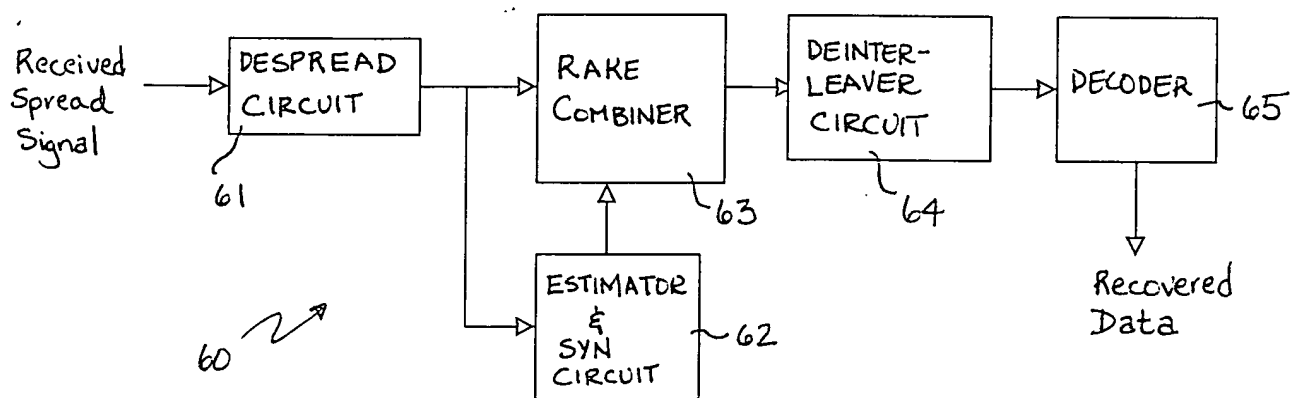 Received
Spread
Signal
DESPREAD
CIRCUIT
61
RAKE
COMBINER
63
DEINTER-
LEAVER
CIRCUIT
64
DECODER
65
ESTIMATOR
&
SYN
CIRCUIT
62
60
Recovered
Data